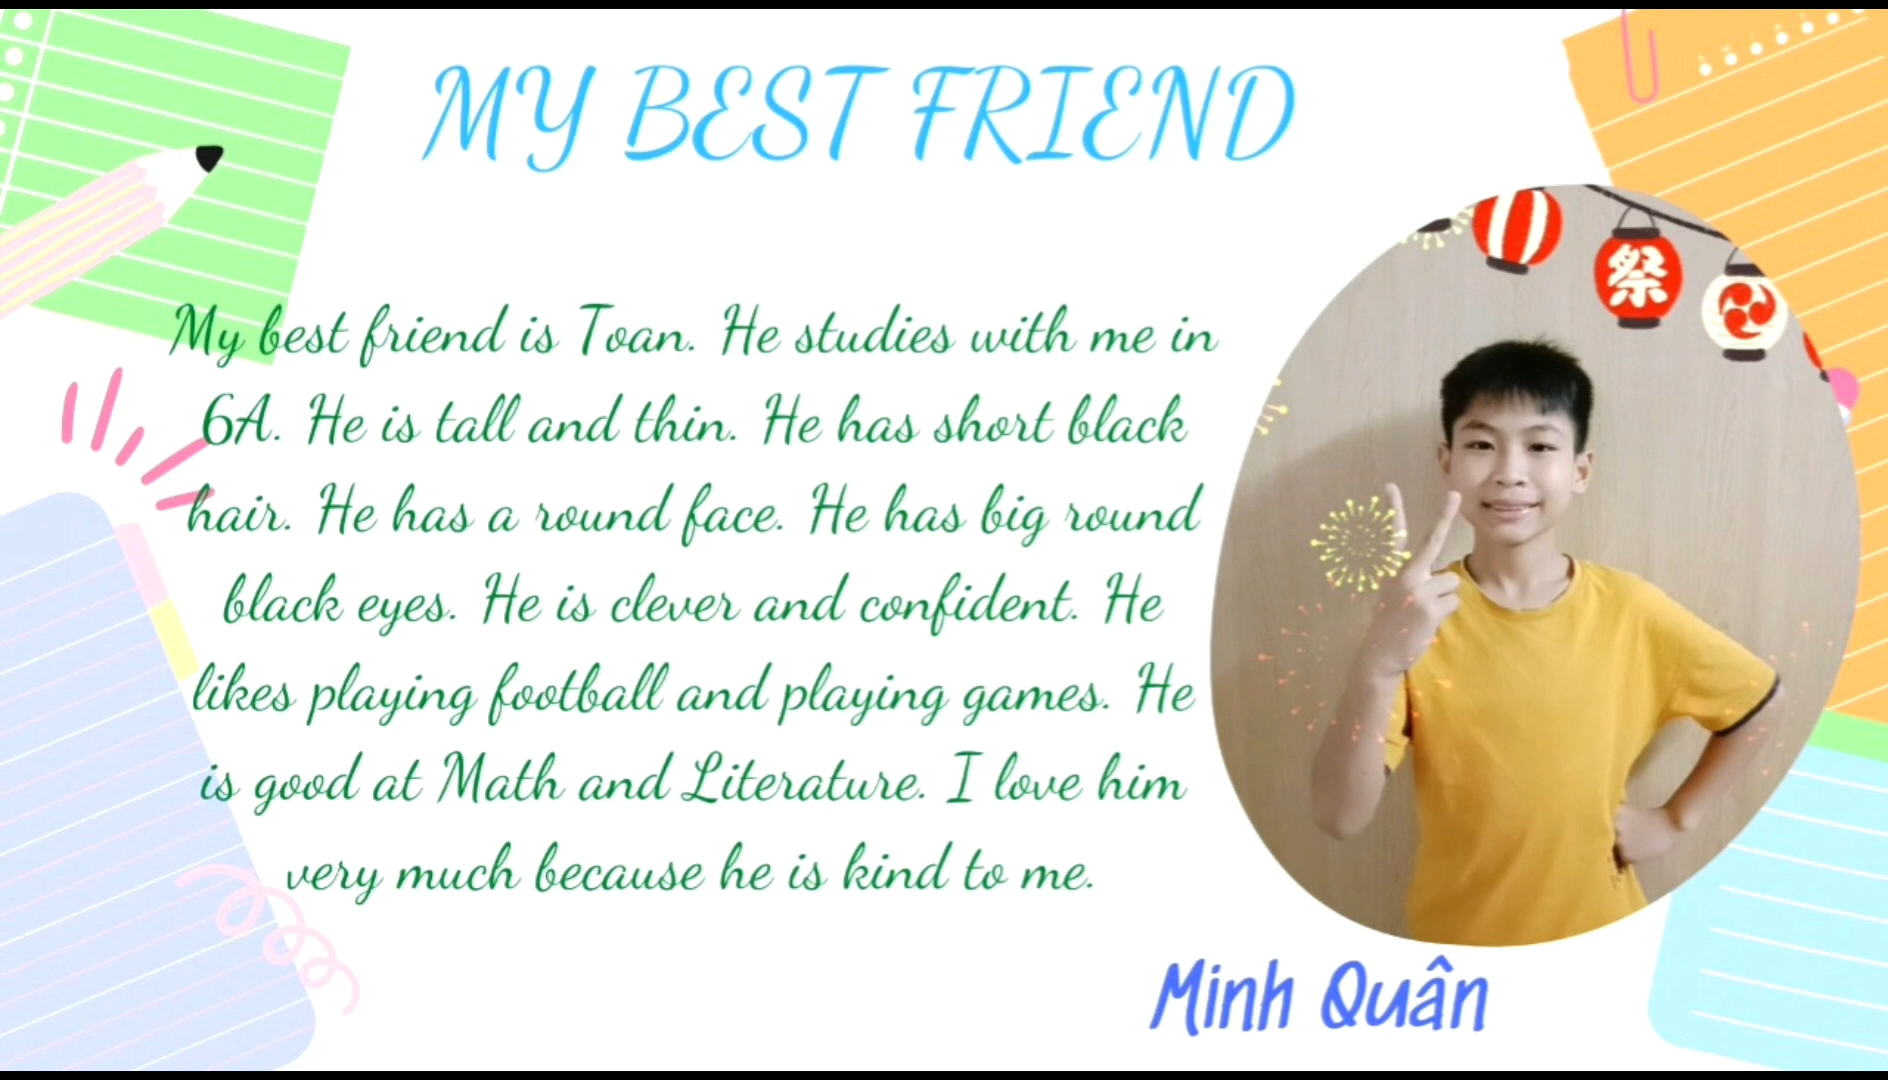 MY BEST FRIEND
My best friend is Toan. He studies with me in
6A. He is tall and thin. He has short black
hair. He has a round face. He has big round
black eyes. He is clever and confident. He
likes playing football and playing games. He
is good at Math and Literature. I love him
very much because he is kind to me.
祭
Minh Quân